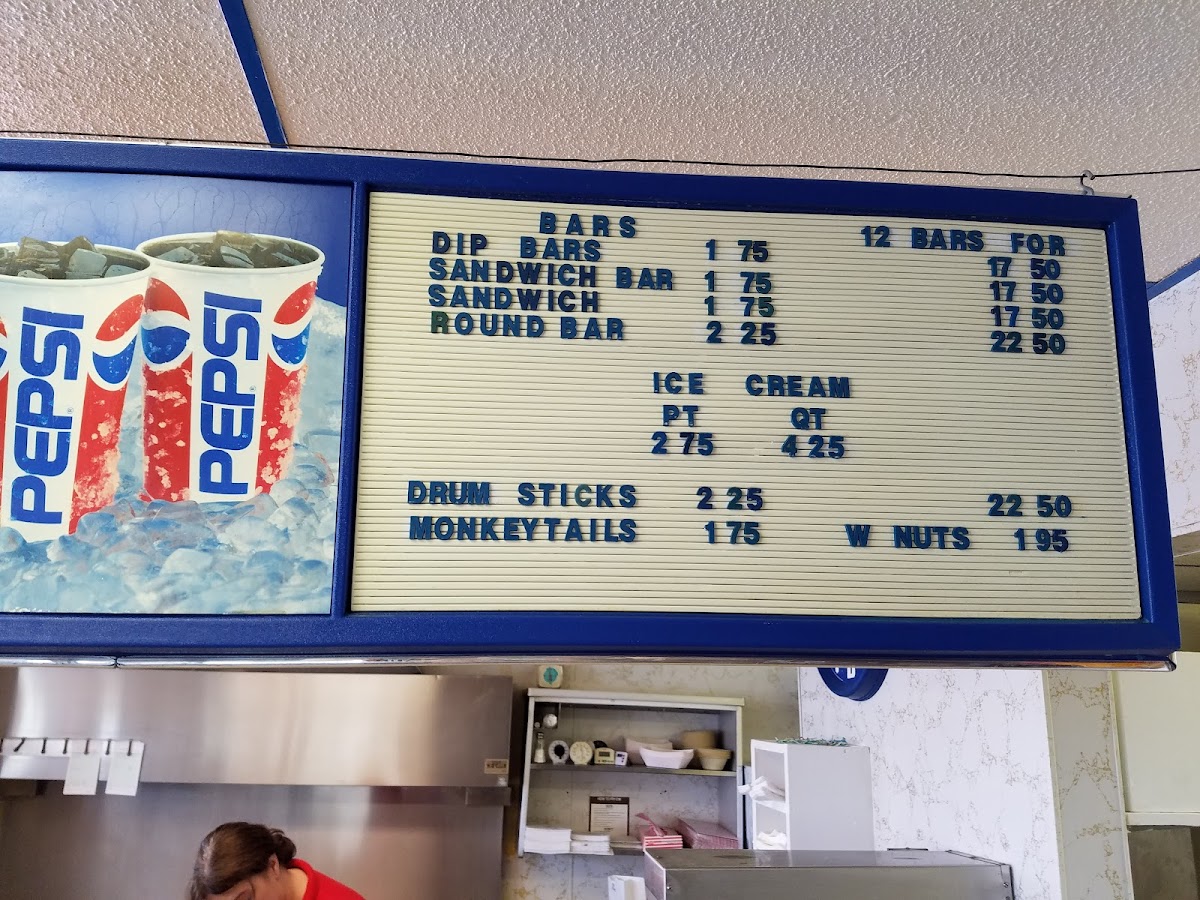 PEPSI
PEPSI
BARS
12 BARS FOR
DIP BARS 1 75 17 50
SANDWICH BAR 1 75 17 50
SANDWICH 1 75 17 50
ROUND BAR 2 25 22 50
ICE CREAM
PT QT
2 75 4 25
DRUM STICKS 2 25 22 50
MONKEYTAILS 1 75 W NUTS 1 95